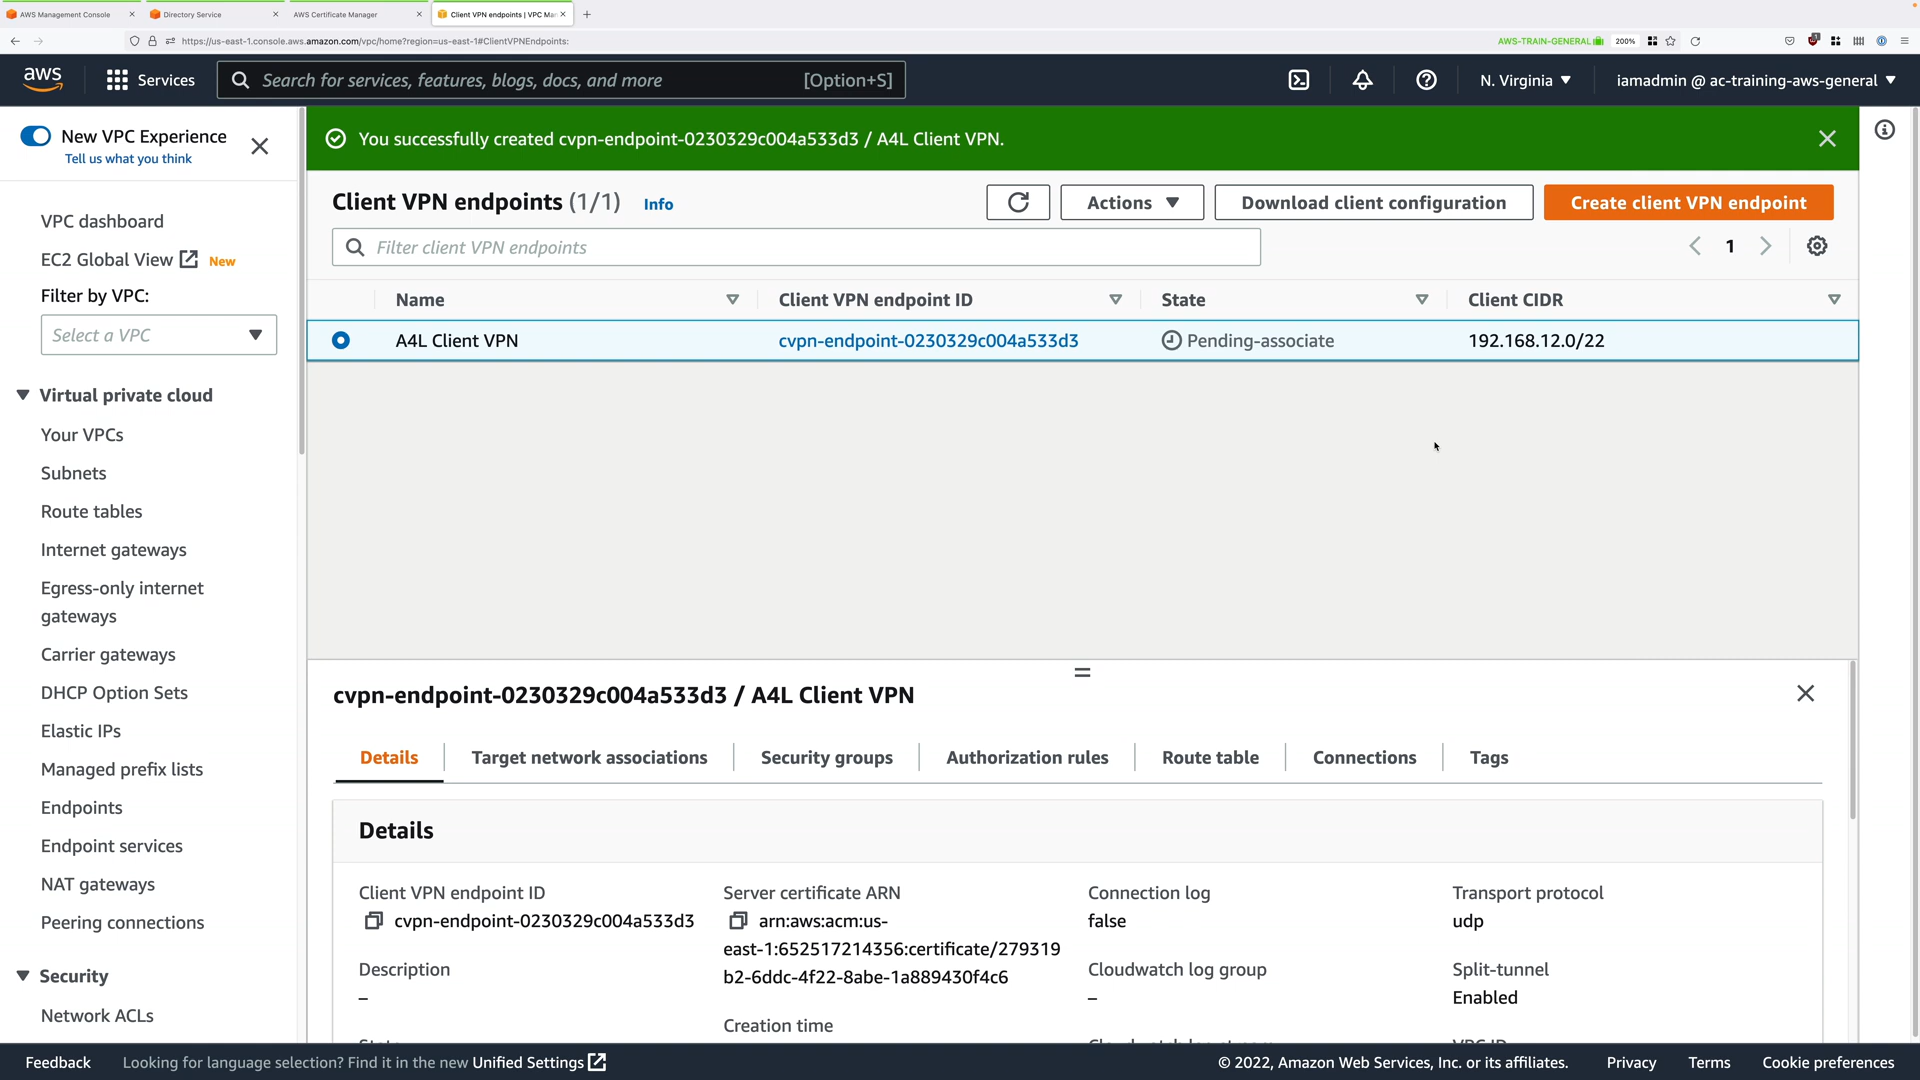 AWS Management Console
Directory Service
AWS Certificate Manager
Client VPN endpoints | VPC Man
https://us-east-1.console.aws.amazon.com/vpc/home?region=us-east-1#ClientVPNEndpoints:
AWS-TRAIN-GENERAL
200%
aws
Services
Search for services, features, blogs, docs, and more
[Option+S]
N. Virginia
iamadmin @ ac-training-aws-general
New VPC Experience
Tell us what you think
VPC dashboard
EC2 Global View
New
Filter by VPC:
Select a VPC
Virtual private cloud
Your VPCs
Subnets
Route tables
Internet gateways
Egress-only internet
gateways
Carrier gateways
DHCP Option Sets
Elastic IPs
Managed prefix lists
Endpoints
Endpoint services
NAT gateways
Peering connections
Security
Network ACLs
You successfully created cvpn-endpoint-0230329c004a533d3 / A4L Client VPN.
Client VPN endpoints (1/1)
Info
Actions
Download client configuration
Create client VPN endpoint
Filter client VPN endpoints
1
Name
Client VPN endpoint ID
State
Client CIDR
A4L Client VPN
cvpn-endpoint-0230329c004a533d3
Pending-associate
192.168.12.0/22
cvpn-endpoint-0230329c004a533d3 / A4L Client VPN
Details
Target network associations
Security groups
Authorization rules
Route table
Connections
Tags
Details
Client VPN endpoint ID
cvpn-endpoint-0230329c004a533d3
Description
–
Server certificate ARN
arn:aws:acm:us-
east-1:652517214356:certificate/279319
b2-6ddc-4f22-8abe-1a889430f4c6
Creation time
Connection log
false
Cloudwatch log group
–
Transport protocol
udp
Split-tunnel
Enabled
Feedback
Looking for language selection? Find it in the new Unified Settings
© 2022, Amazon Web Services, Inc. or its affiliates.
Privacy
Terms
Cookie preferences